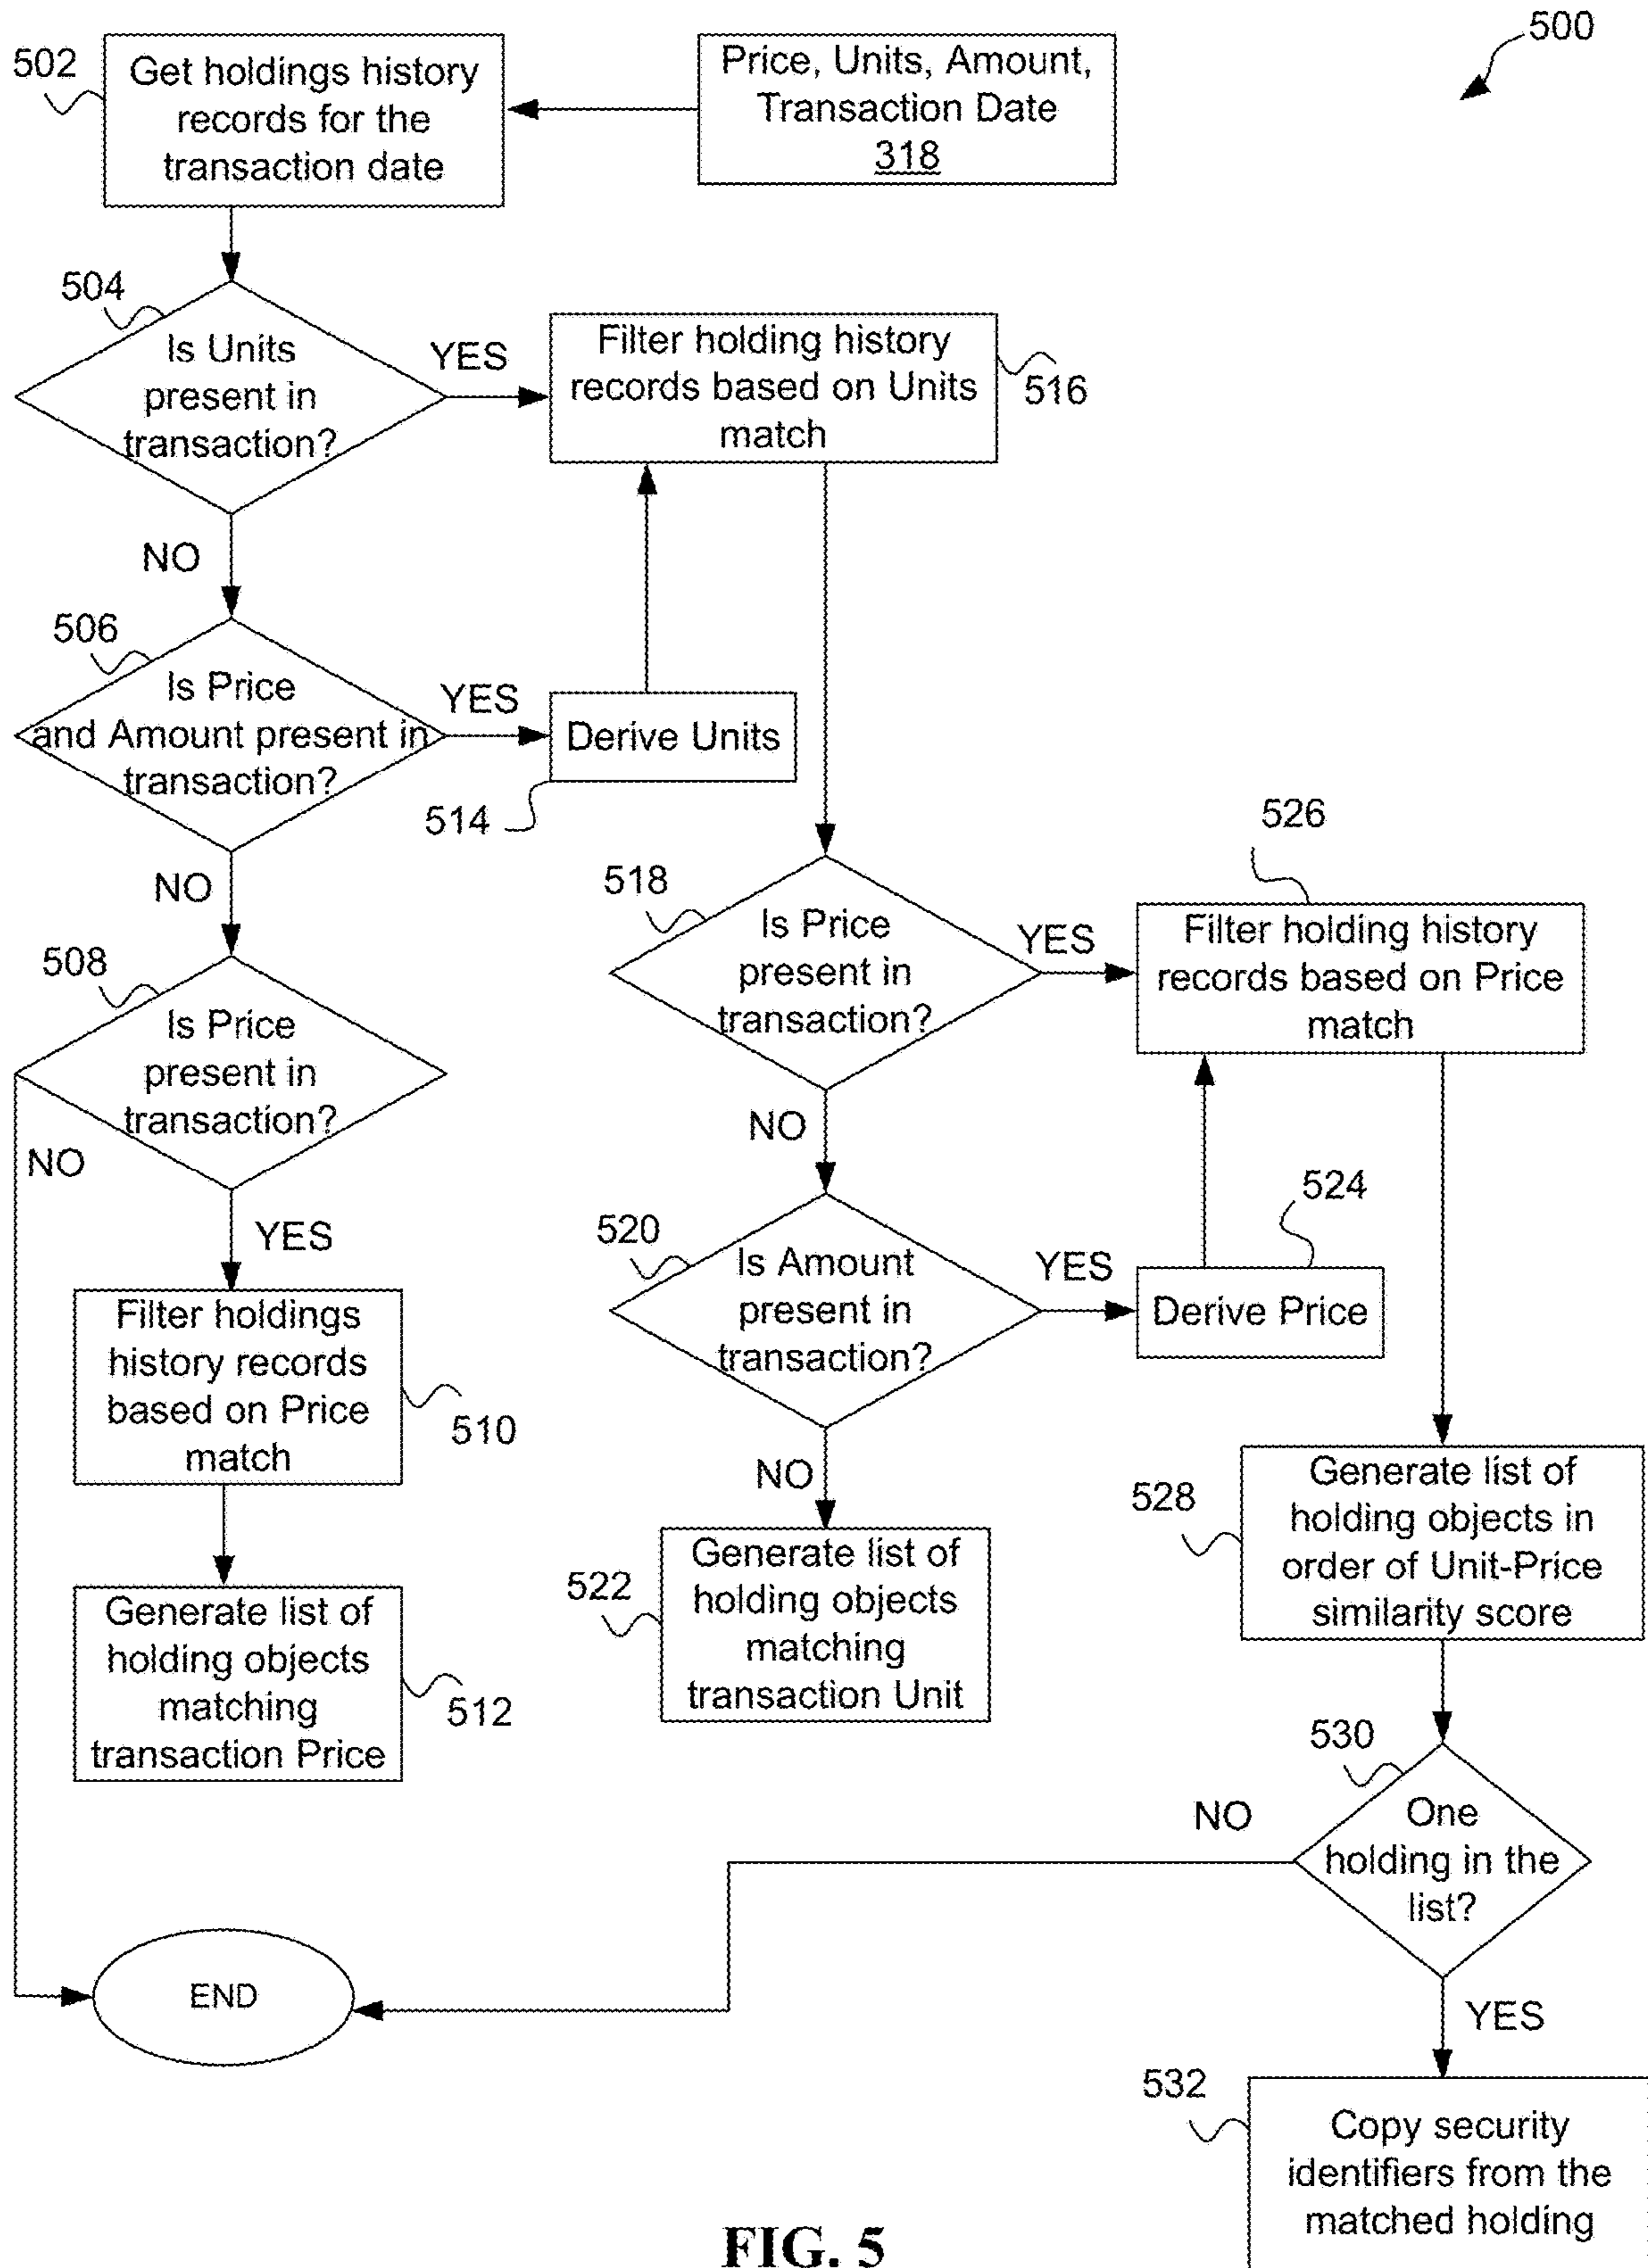 500
502
Get holdings history
records for the
transaction date
Price, Units, Amount,
Transaction Date
318
504
Is Units
present in
transaction?
YES
NO
Filter holding history
records based on Units
match
516
506
Is Price
and Amount present in
transaction?
YES
NO
Derive Units
514
508
Is Price
present in
transaction?
NO
YES
Filter holdings
history records
based on Price
match
510
Generate list of
holding objects
matching
transaction Price
512
518
Is Price
present in
transaction?
YES
NO
526
Filter holding history
records based on Price
match
520
Is Amount
present in
transaction?
YES
NO
524
Derive Price
522
Generate list of
holding objects
matching
transaction Unit
528
Generate list of
holding objects in
order of Unit-Price
similarity score
530
One
holding in the
list?
NO
YES
END
532
Copy security
identifiers from the
matched holding
FIG. 5